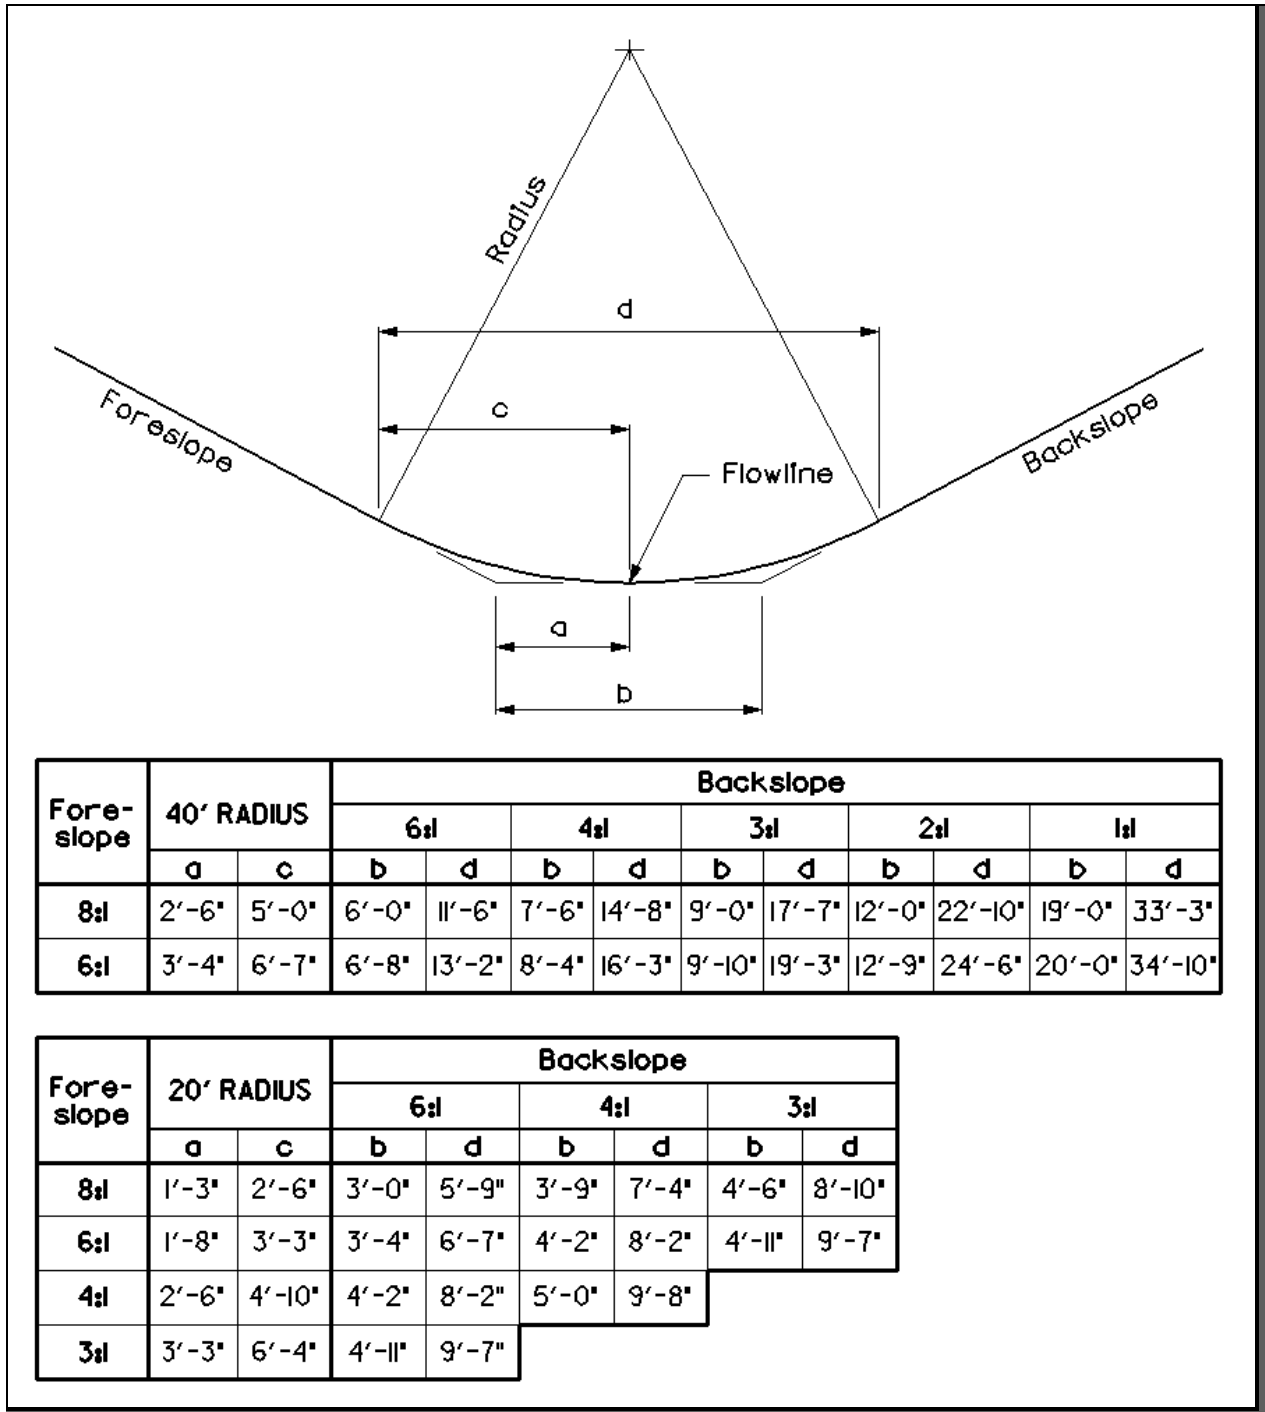 Radius
d
c
Foreslope
Backslope
Flowline
a
b
Fore-
slope
40' RADIUS
Backslope
6:1 4:1 3:1 2:1 1:1
a c b d b d b d b d b d
8:1 2'-6" 5'-0" 6'-0" 11'-6" 7'-6" 14'-8" 9'-0" 17'-7" 12'-0" 22'-10" 19'-0" 33'-3"
6:1 3'-4" 6'-7" 6'-8" 13'-2" 8'-4" 16'-3" 9'-10" 19'-3" 12'-9" 24'-6" 20'-0" 34'-10"
Fore-
slope
20' RADIUS
Backslope
6:1 4:1 3:1
a c b d b d b d
8:1 1'-3" 2'-6" 3'-0" 5'-9" 3'-9" 7'-4" 4'-6" 8'-10"
6:1 1'-8" 3'-3" 3'-4" 6'-7" 4'-2" 8'-2" 4'-11" 9'-7"
4:1 2'-6" 4'-10" 4'-2" 8'-2" 5'-0" 9'-8"
3:1 3'-3" 6'-4" 4'-11" 9'-7"